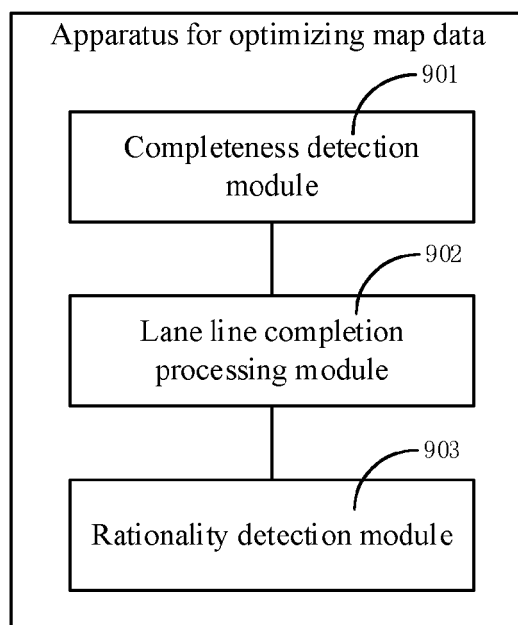 Apparatus for optimizing map data
901
Completeness detection
module
902
Lane line completion
processing module
903
Rationality detection module